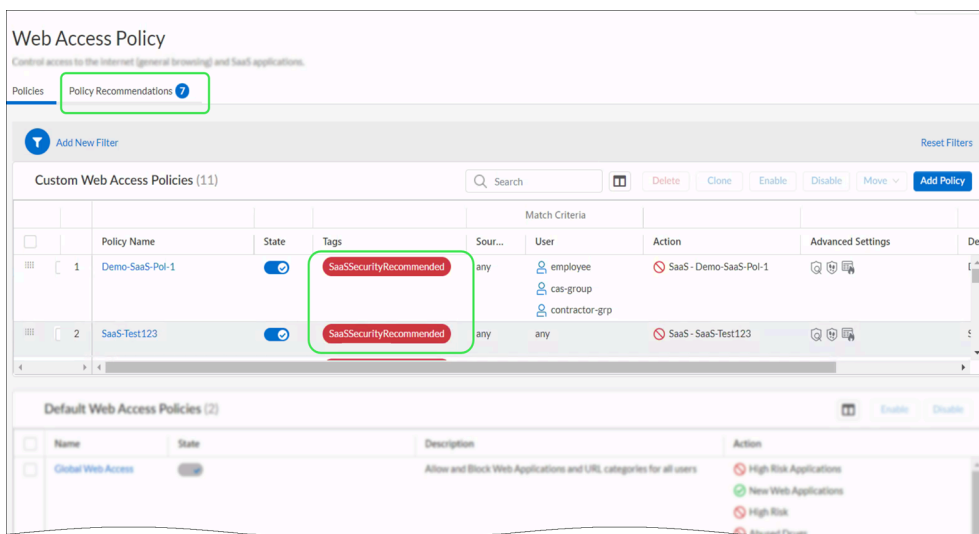 Web Access Policy
Control access to the internet (general browsing) and SaaS applications.
Policies Policy Recommendations 7
Add New Filter Reset Filters
Custom Web Access Policies (11) Search Delete Clone Enable Disable Move Add Policy
Match Criteria
Policy Name State Tags Sour... User Action Advanced Settings De
1 Demo-SaaS-Pol-1 SaaSSecurityRecommended any employee SaaS - Demo-SaaS-Pol-1
cas-group
contractor-grp
2 SaaS-Test123 SaaSSecurityRecommended any any SaaS - SaaS-Test123
Default Web Access Policies (2) Enable Disable
Name State Description Action
Global Web Access Allow and Block Web Applications and URL categories for all users High Risk Applications
New Web Applications
High Risk
Abused Drugs